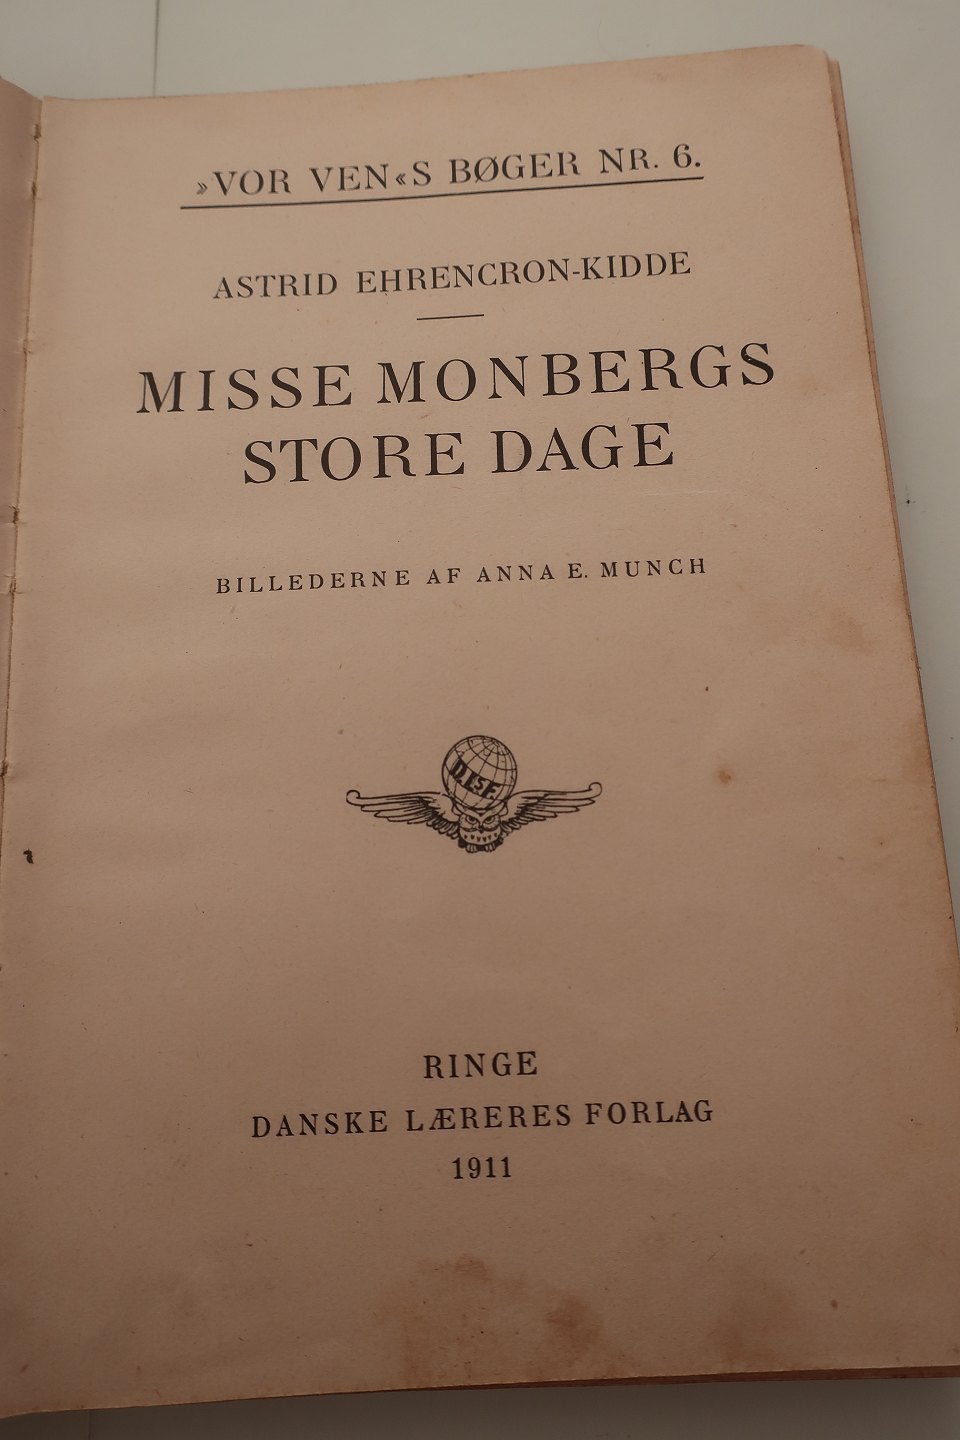 »VOR VEN«S BØGER NR. 6.
ASTRID EHRENCRON-KIDDE
MISSE MONBERGS
STORE DAGE
BILLEDERNE AF ANNA E. MUNCH
D.LSF.
RINGE
DANSKE LÆRERES FORLAG
1911